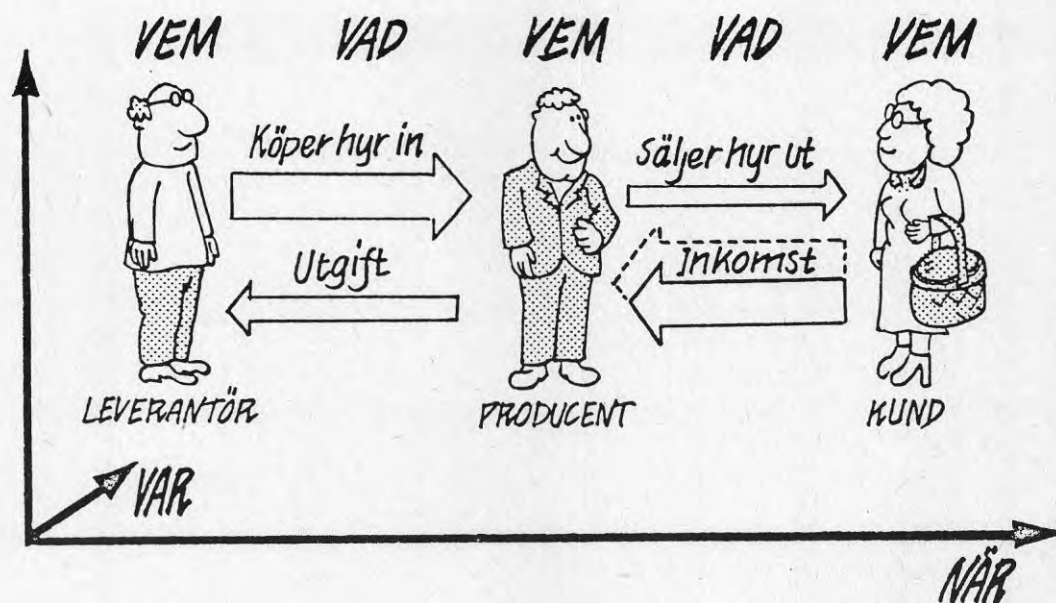 VEM VAD VEM VAD VEM
Köper hyr in
Säljer hyr ut
Utgift
Inkomst
LEVERANTÖR PRODUCENT KUND
VAR
NÄR